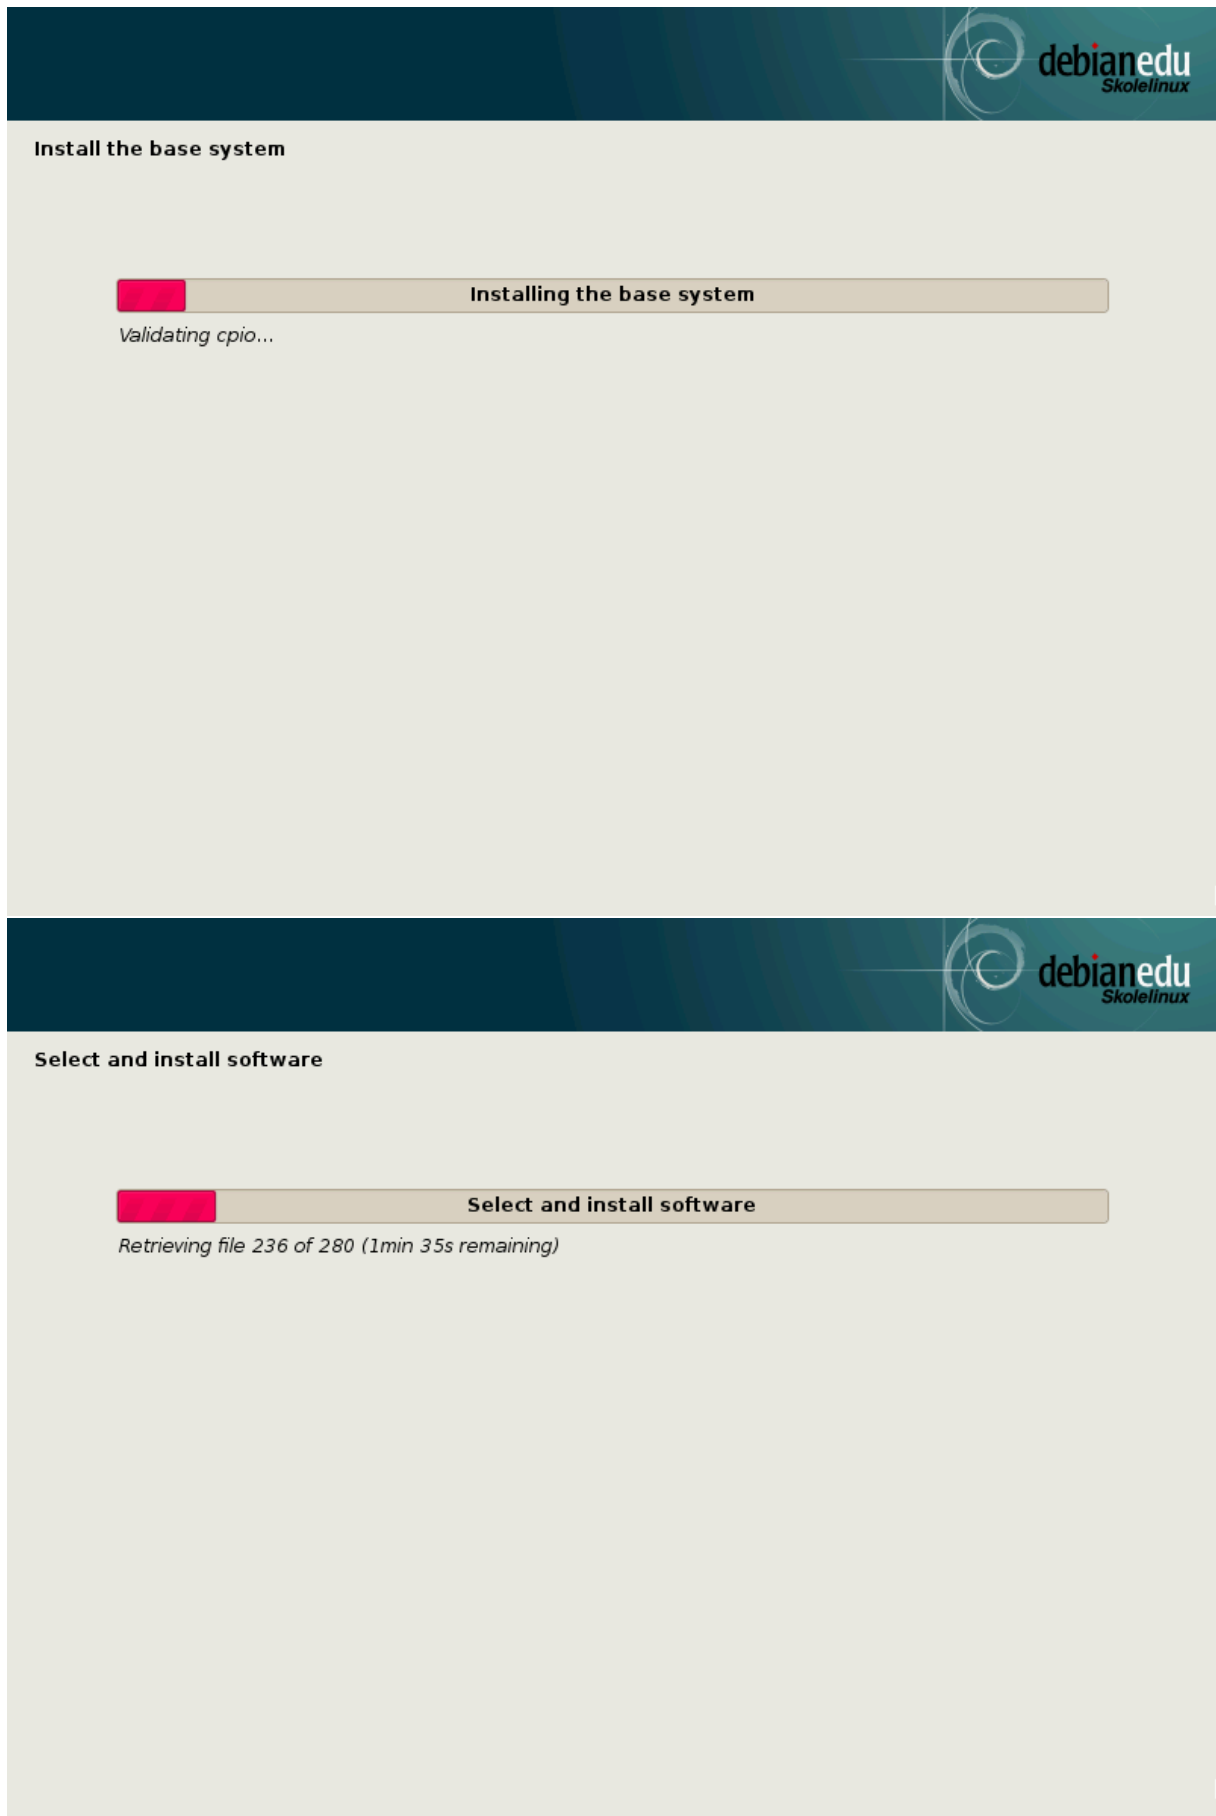 debianedu
Skolelinux
Install the base system
Installing the base system
Validating cpio...
debianedu
Skolelinux
Select and install software
Select and install software
Retrieving file 236 of 280 (1min 35s remaining)